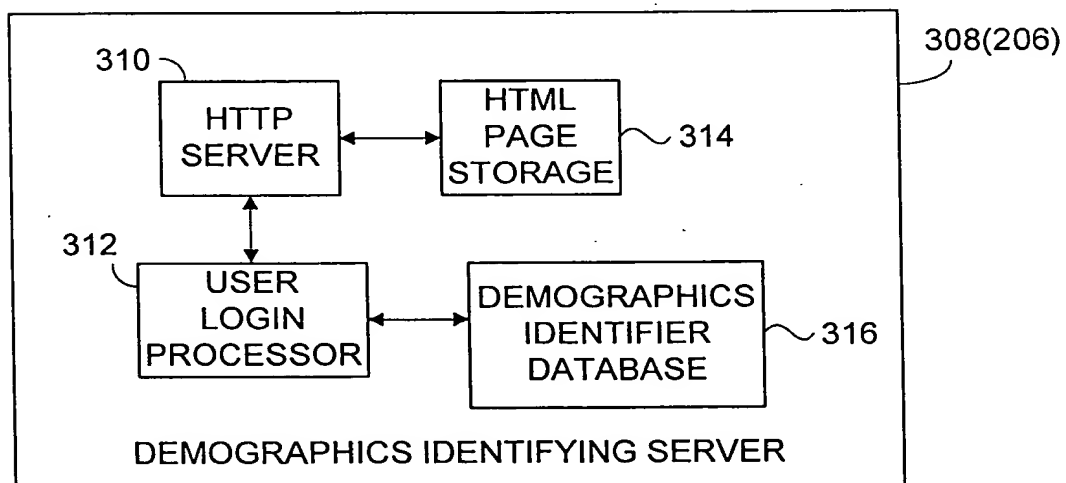 308(206)
310
HTTP
SERVER
HTML
PAGE
STORAGE
314
312
USER
LOGIN
PROCESSOR
DEMOGRAPHICS
IDENTIFIER
DATABASE
316
DEMOGRAPHICS IDENTIFYING SERVER